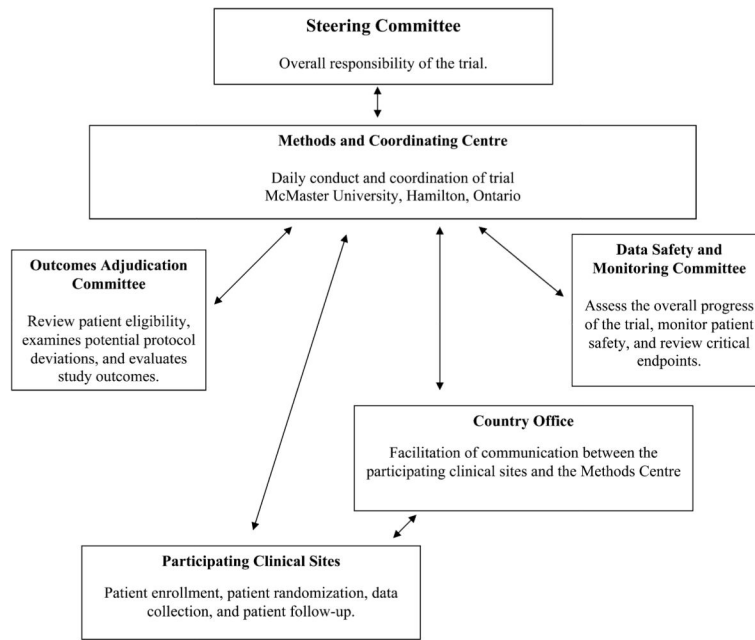 Steering Committee
Overall responsibility of the trial.
Methods and Coordinating Centre
Daily conduct and coordination of trial
McMaster University, Hamilton, Ontario
Outcomes Adjudication
Committee
Review patient eligibility,
examines potential protocol
deviations, and evaluates
study outcomes.
Data Safety and
Monitoring Committee
Assess the overall progress
of the trial, monitor patient
safety, and review critical
endpoints.
Country Office
Facilitation of communication between the
participating clinical sites and the Methods Centre
Participating Clinical Sites
Patient enrollment, patient randomization, data
collection, and patient follow-up.